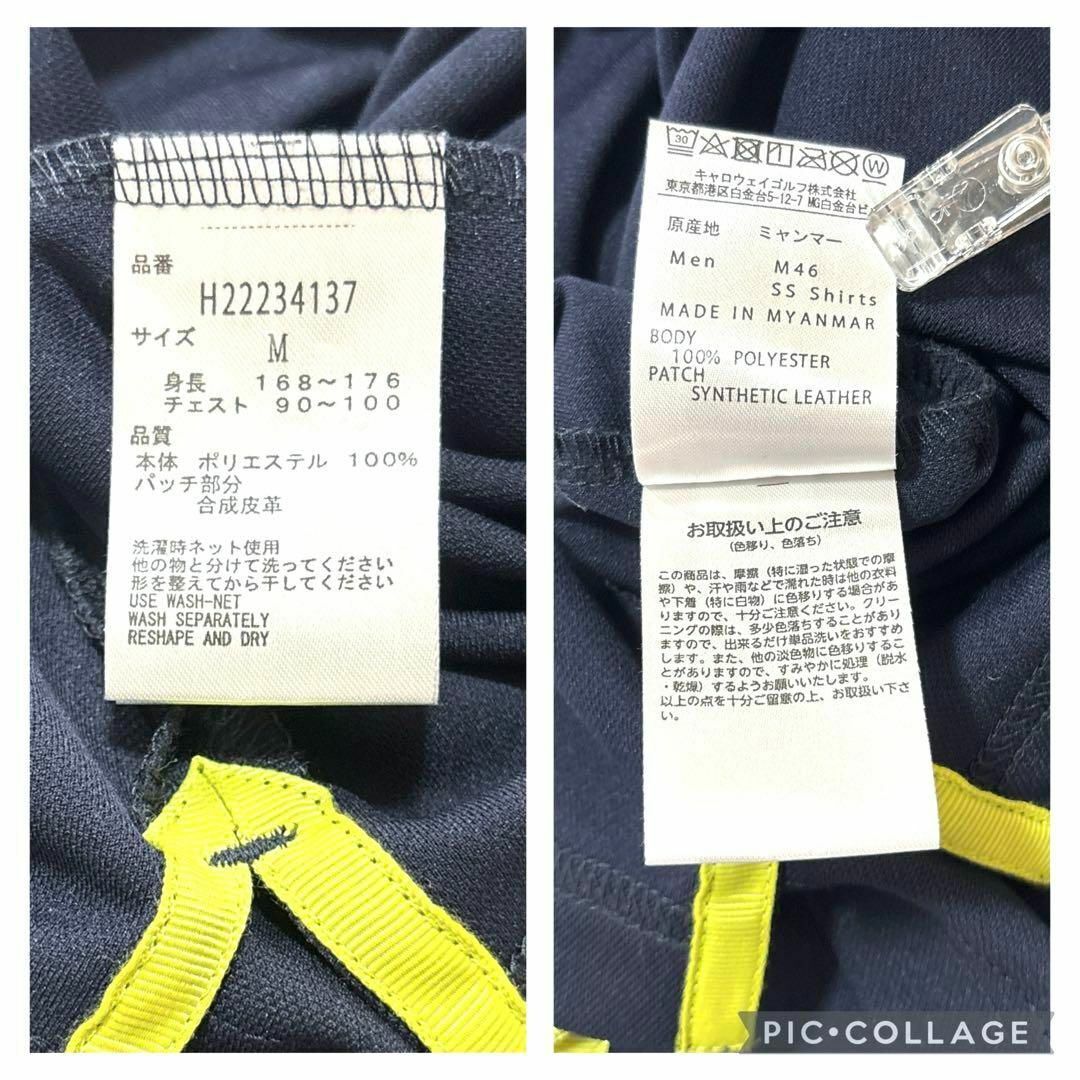 品番
H22234137
サイズ
M
身長 168～176
チェスト 90～100
品質
本体 ポリエステル 100%
パッチ部分
合成皮革
洗濯時ネット使用
他の物と分けて洗ってください
形を整えてから干してください
USE WASH-NET
WASH SEPARATELY
RESHAPE AND DRY
30
W
キャロウェイゴルフ株式会社
東京都港区白金台5-12-7 MG白金台ビ
原産地 ミャンマー
Men M46
SS Shirts
MADE IN MYANMAR
BODY
100% POLYESTER
PATCH
SYNTHETIC LEATHER
お取扱い上のご注意
(色移り、色落ち)
この商品は、摩擦（特に湿った状態での摩
擦）や、汗や雨などで濡れた時は他の衣料
や下着（特に白物）に色移りする場合があ
りますので、十分ご注意ください。クリー
ニングの際は、多少色落ちすることがあり
ますので、出来るだけ単品洗いをおすすめ
します。また、他の淡色物に色移りするこ
とがありますので、すみやかに処理（脱水
・乾燥）するようお願いいたします。
以上の点を十分ご留意の上、お取扱い下さ
い。
PIC•COLLAGE